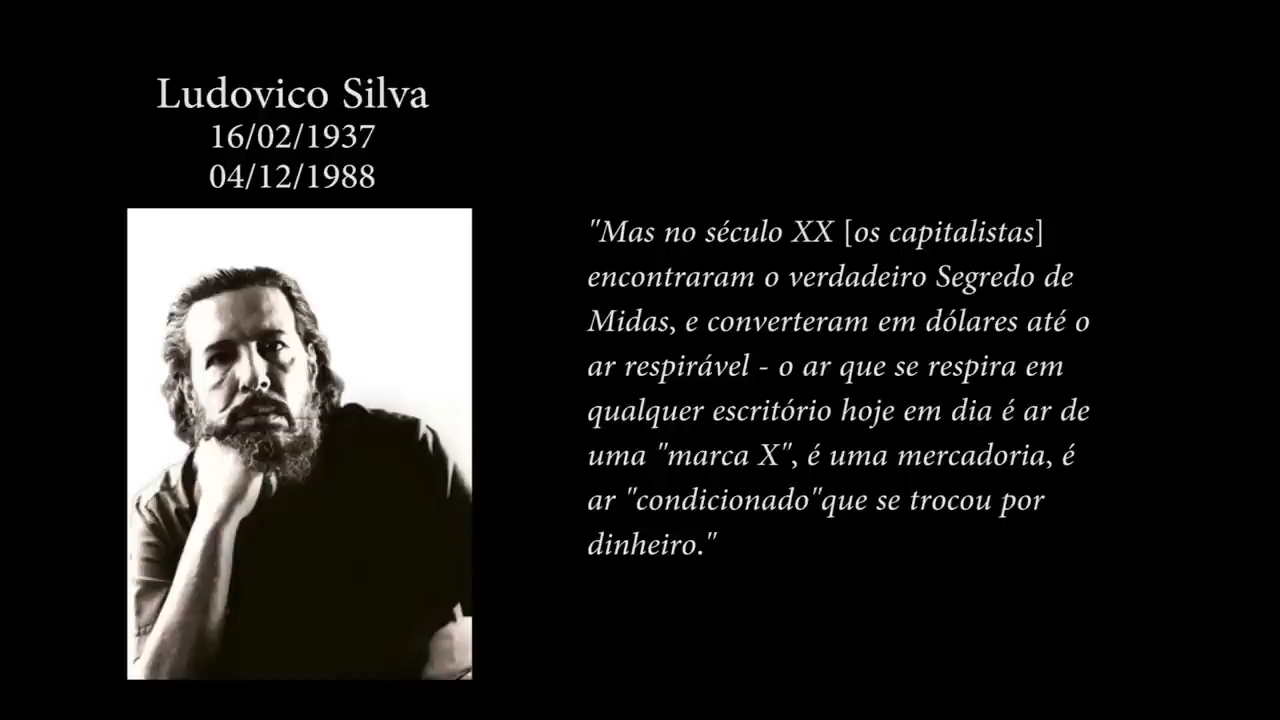 Ludovico Silva
16/02/1937
04/12/1988
"Mas no século XX [os capitalistas]
encontraram o verdadeiro Segredo de
Midas, e converteram em dólares até o
ar respirável - o ar que se respira em
qualquer escritório hoje em dia é ar de
uma "marca X", é uma mercadoria, é
ar "condicionado"que se trocou por
dinheiro."